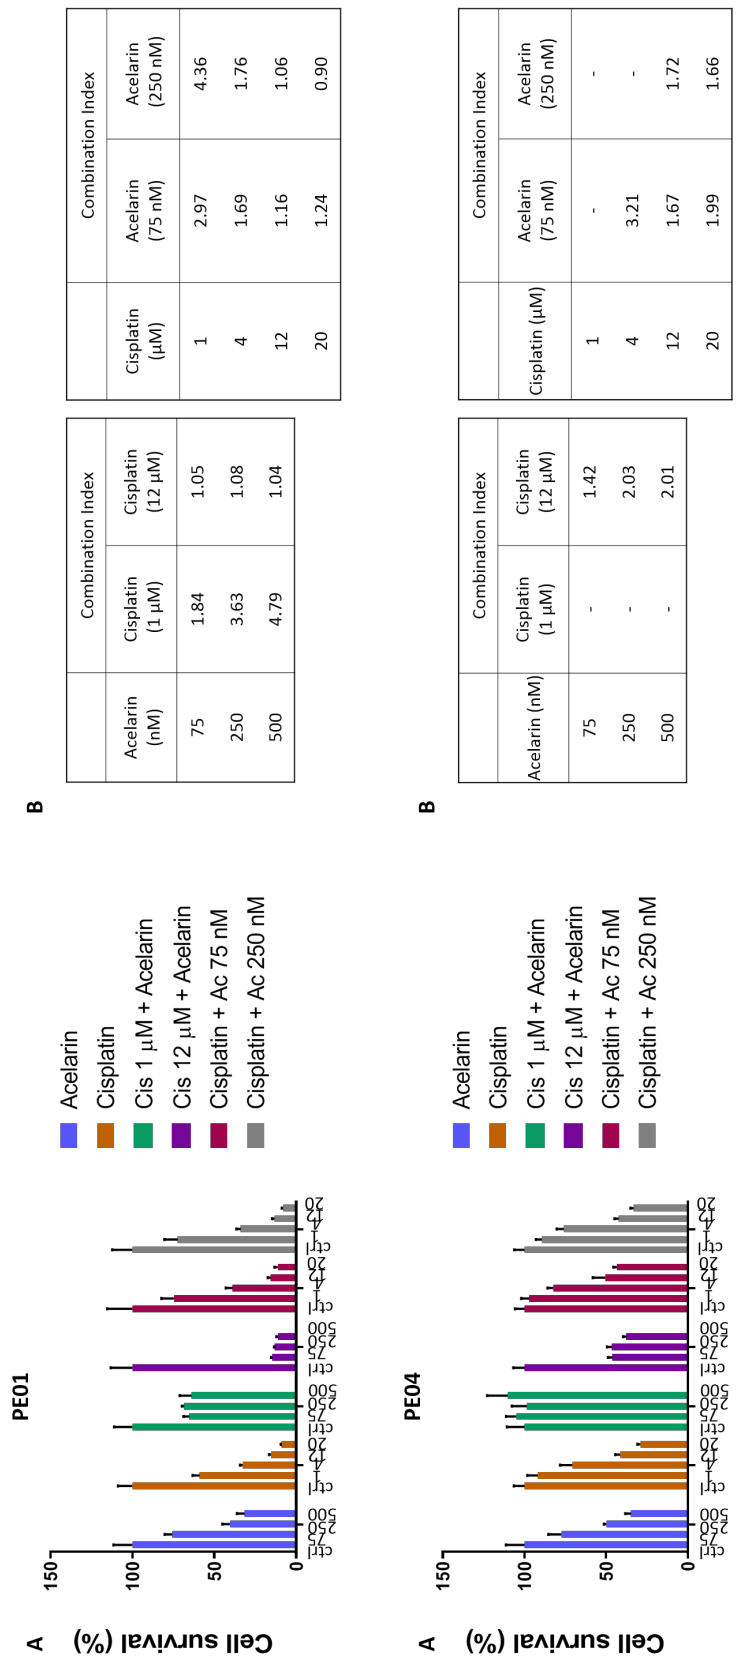 A
PE01
Cell survival (%)
150
100
50
0
ctrl 75 250 500 ctrl 1 4 12 20 ctrl 75 250 500 ctrl 75 250 500 ctrl 1 4 12 20 ctrl 1 4 12 20
Acelarin
Cisplatin
Cis 1 μM + Acelarin
Cis 12 μM + Acelarin
Cisplatin + Ac 75 nM
Cisplatin + Ac 250 nM
B
Combination Index
Acelarin (nM) Cisplatin (1 μM) Cisplatin (12 μM)
75 1.84 1.05
250 3.63 1.08
500 4.79 1.04
Combination Index
Cisplatin (μM) Acelarin (75 nM) Acelarin (250 nM)
1 2.97 4.36
4 1.69 1.76
12 1.16 1.06
20 1.24 0.90
A
PE04
Cell survival (%)
150
100
50
0
ctrl 75 250 500 ctrl 1 4 12 20 ctrl 75 250 500 ctrl 75 250 500 ctrl 1 4 12 20 ctrl 1 4 12 20
Acelarin
Cisplatin
Cis 1 μM + Acelarin
Cis 12 μM + Acelarin
Cisplatin + Ac 75 nM
Cisplatin + Ac 250 nM
B
Combination Index
Acelarin (nM) Cisplatin (1 μM) Cisplatin (12 μM)
75 - 1.42
250 - 2.03
500 - 2.01
Combination Index
Cisplatin (μM) Acelarin (75 nM) Acelarin (250 nM)
1 - -
4 3.21 -
12 1.67 1.72
20 1.99 1.66